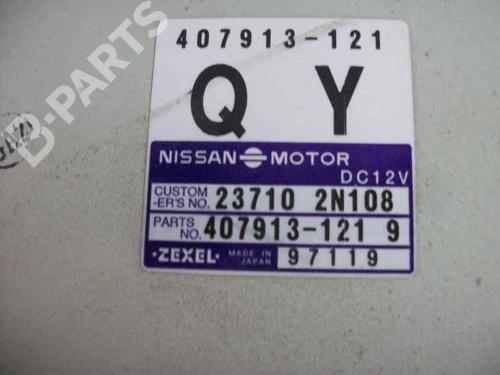 407913-121
Q Y
NISSAN MOTOR
DC12V
CUSTOM -ER'S NO. 23710 2N108
PARTS NO. 407913-121 9
·ZEXEL· MADE IN JAPAN 97119
B-PARTS